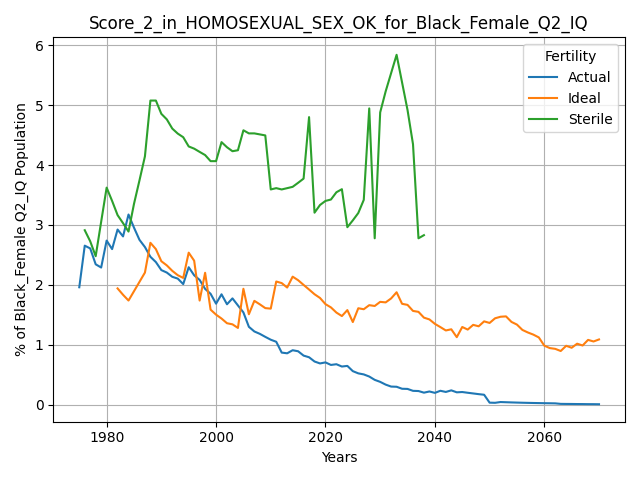 Score_2_in_HOMOSEXUAL_SEX_OK_for_Black_Female_Q2_IQ
% of Black_Female Q2_IQ Population
6
5
4
3
2
1
0
Fertility
Actual
Ideal
Sterile
1980 2000 2020 2040 2060
Years